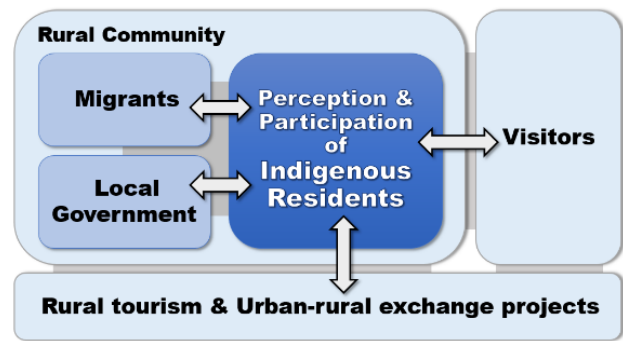 Rural Community
Migrants
Local
Government
Perception &
Participation
of
Indigenous
Residents
Visitors
Rural tourism & Urban-rural exchange projects